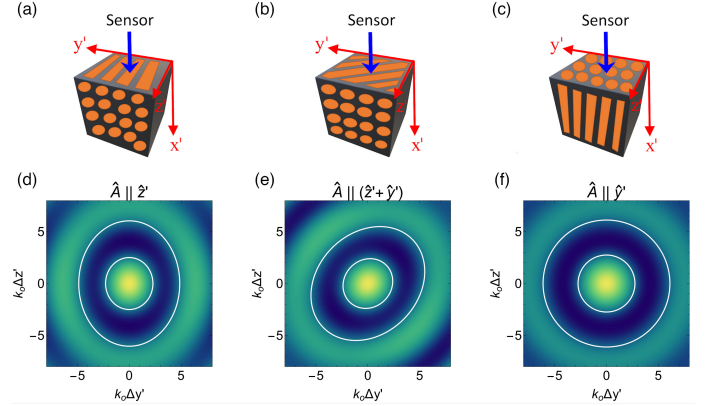 (a)
Sensor
y'
z'
x'
(b)
Sensor
y'
z'
x'
(c)
Sensor
y'
z'
x'
(d)
Â || ẑ'
5
0
−5
k₀Δz'
−5 0 5
k₀Δy'
(e)
Â || (ẑ'+ ŷ')
5
0
−5
k₀Δz'
−5 0 5
k₀Δy'
(f)
Â || ŷ'
5
0
−5
k₀Δz'
−5 0 5
k₀Δy'